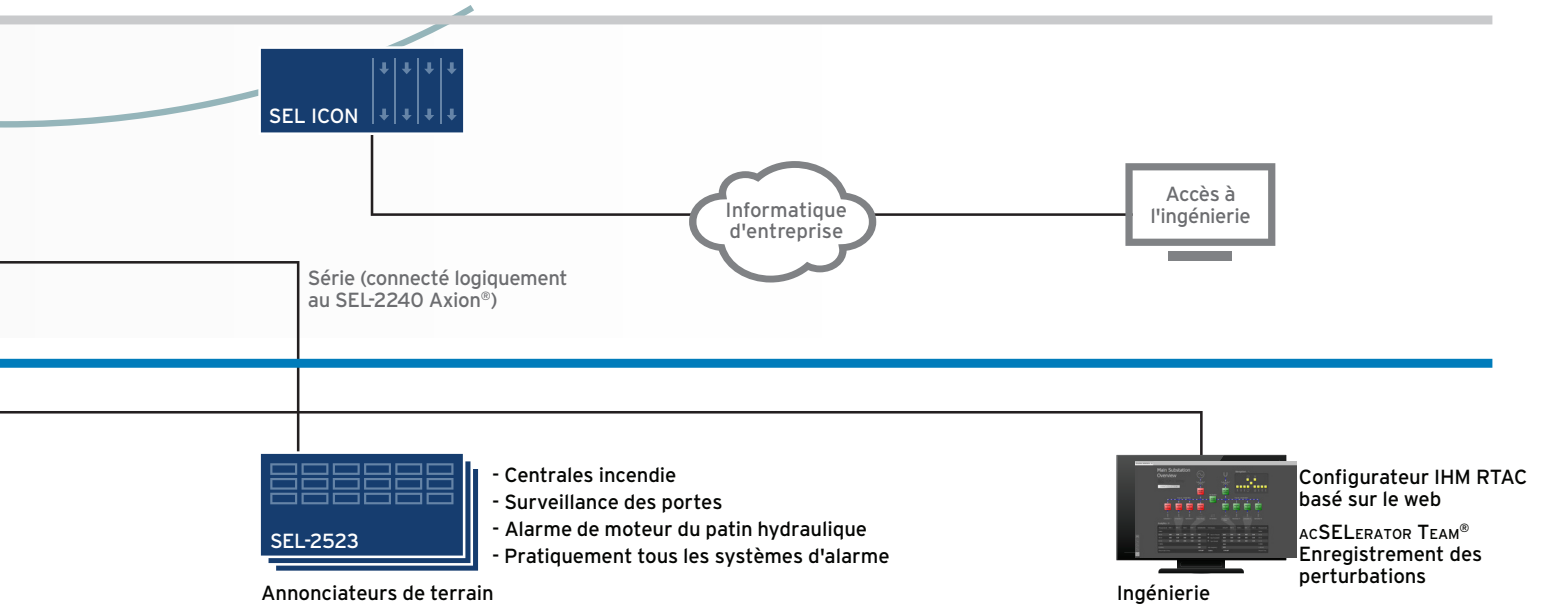 SEL ICON
Informatique
d'entreprise
Accès à
l'ingénierie
Série (connecté logiquement
au SEL-2240 Axion®)
SEL-2523
- Centrales incendie
- Surveillance des portes
- Alarme de moteur du patin hydraulique
- Pratiquement tous les systèmes d'alarme
Annonciateurs de terrain
Main Substation
Overview
Configurateur IHM RTAC
basé sur le web
ACSELERATOR TEAM®
Enregistrement des
perturbations
Ingénierie